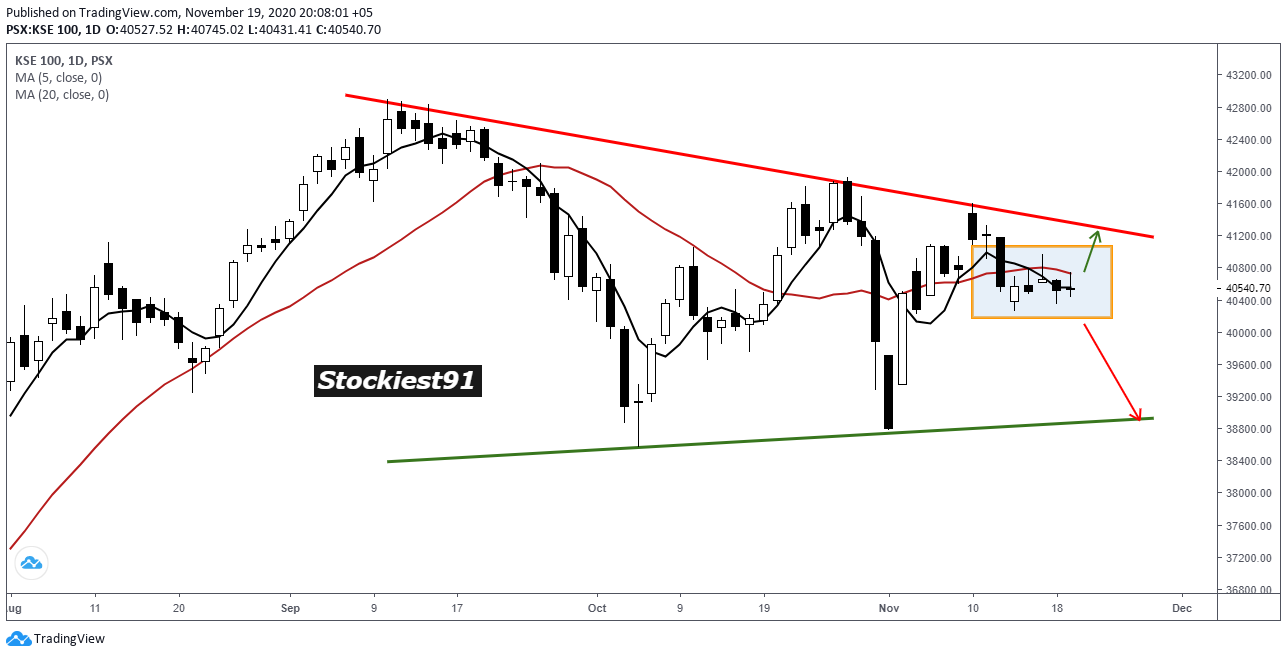 Published on TradingView.com, November 19, 2020 20:08:01 +05
PSX:KSE 100, 1D O:40527.52 H:40745.02 L:40431.41 C:40540.70
KSE 100, 1D, PSX
MA (5, close, 0)
MA (20, close, 0)
43200.00
42800.00
42400.00
42000.00
41600.00
41200.00
40800.00
40540.70
40400.00
40000.00
39600.00
39200.00
38800.00
38400.00
38000.00
37600.00
37200.00
36800.00
Stockiest91
ug 11 20 Sep 9 17 Oct 9 19 Nov 10 18 Dec
TradingView